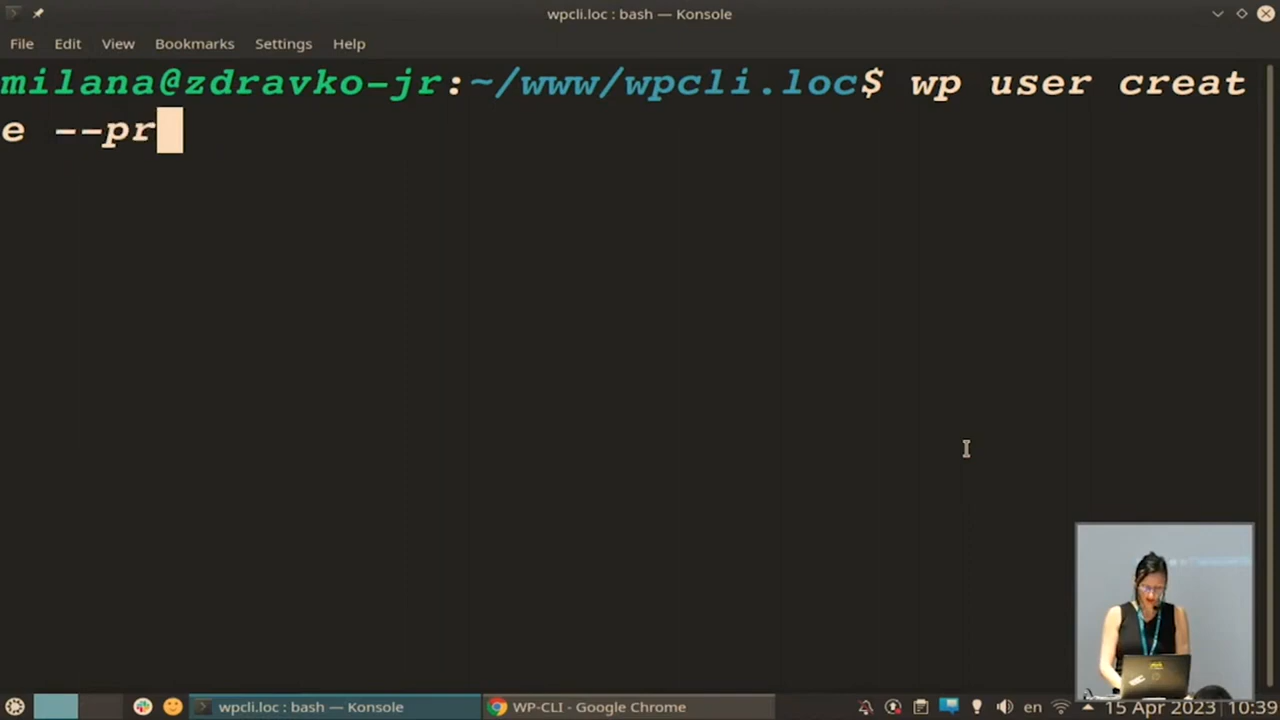 wpcli.loc : bash — Konsole
File Edit View Bookmarks Settings Help
milana@zdravko-jr:~/www/wpcli.loc$ wp user creat
e --pr
wpcli.loc : bash — Konsole WP-CLI - Google Chrome en 15 Apr 2023 10:39